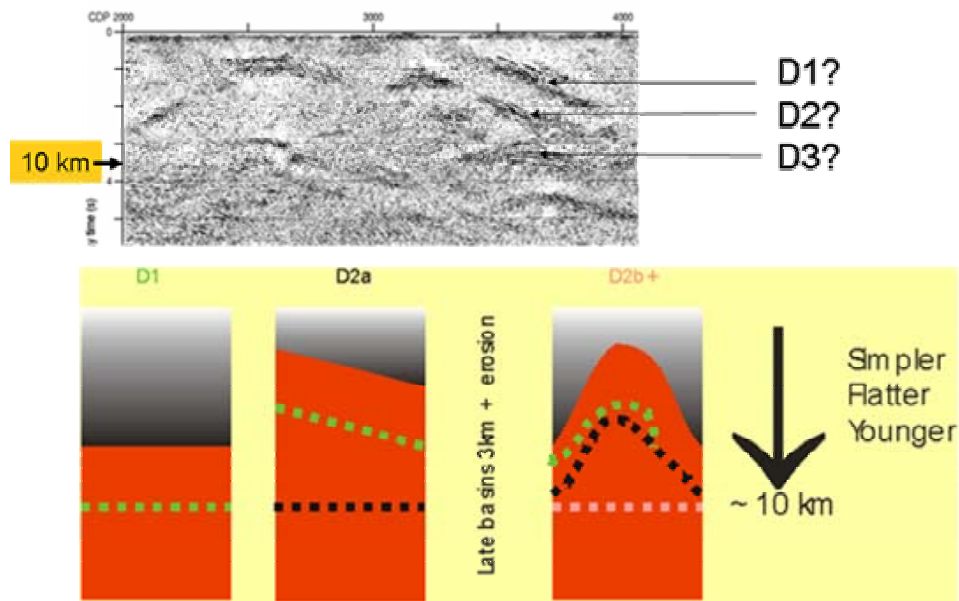 CDP 2000 3000 4000
0
D1?
D2?
10 km
D3?
4
y time (s)
D1 D2a D2b+
Late basins 3km + erosion
Simpler
Flatter
Younger
~ 10 km